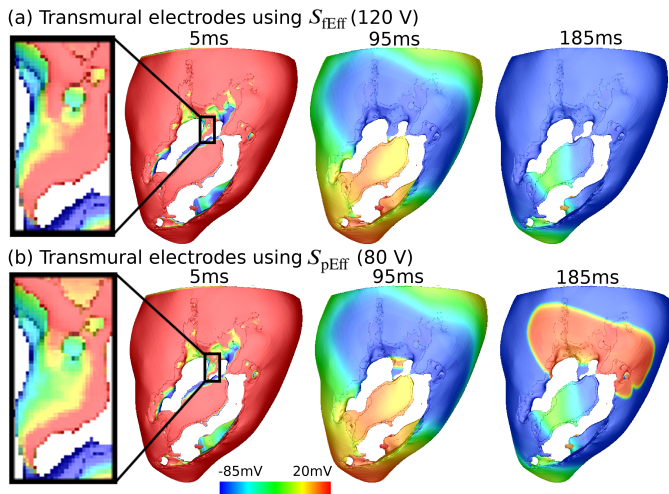 (a) Transmural electrodes using SfEff (120 V)
5ms 95ms 185ms
(b) Transmural electrodes using SpEff (80 V)
5ms 95ms 185ms
-85mV 20mV